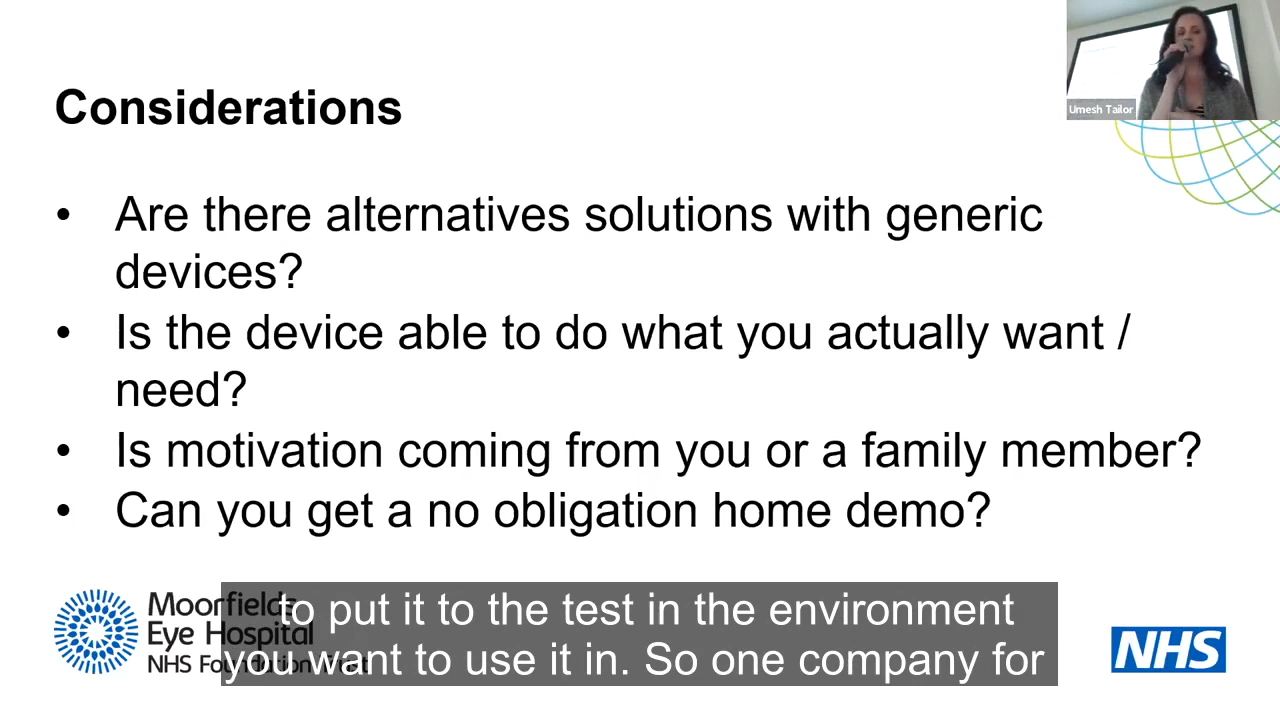 Umesh Tailor
Considerations
• Are there alternatives solutions with generic
devices?
• Is the device able to do what you actually want /
need?
• Is motivation coming from you or a family member?
• Can you get a no obligation home demo?
Moorfields
Eye Hospital
NHS Foundation Trust
to put it to the test in the environment
you want to use it in. So one company for
NHS